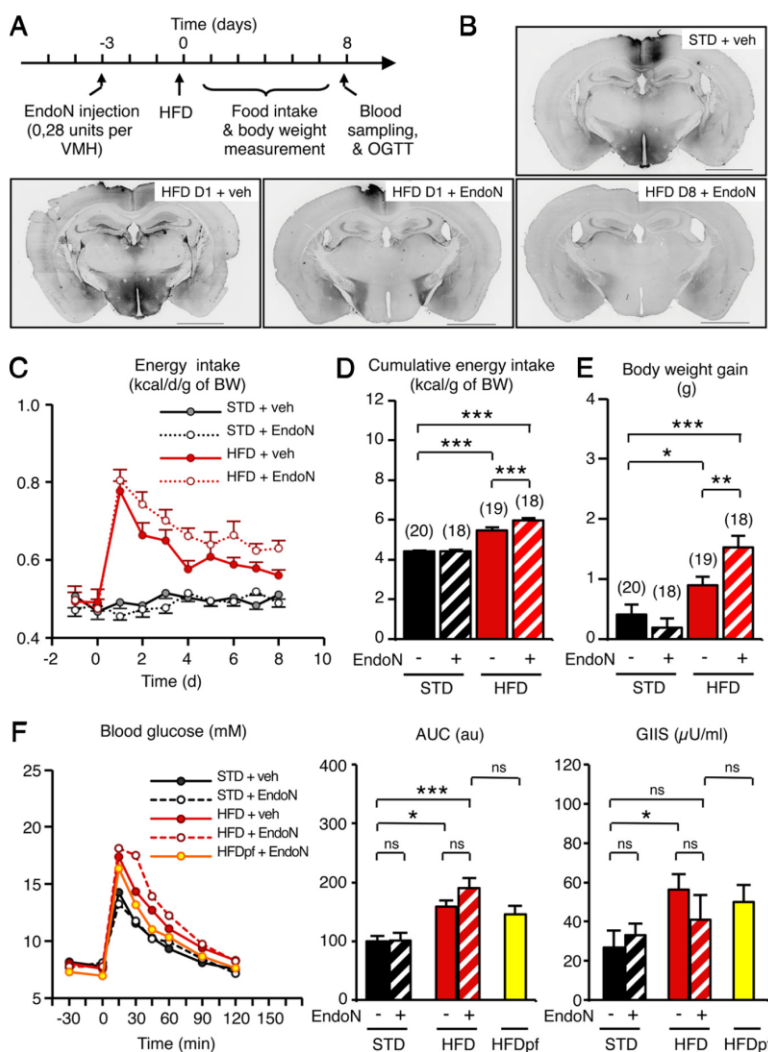 A
Time (days)
-3 0 8
EndoN injection
(0,28 units per
VMH)
HFD
Food intake
& body weight
measurement
Blood
sampling,
& OGTT
B
STD + veh
HFD D1 + veh
HFD D1 + EndoN
HFD D8 + EndoN
C
Energy intake
(kcal/d/g of BW)
1.0
0.8
0.6
0.4
STD + veh
STD + EndoN
HFD + veh
HFD + EndoN
-2 0 2 4 6 8 10
Time (d)
D
Cumulative energy intake
(kcal/g of BW)
12
10
8
6
4
2
0
***
***
***
(20) (18) (19) (18)
EndoN - + - +
STD HFD
E
Body weight gain
(g)
4
3
2
1
0
***
*
**
(20) (18) (19) (18)
EndoN - + - +
STD HFD
F
Blood glucose (mM)
25
20
15
10
5
STD + veh
STD + EndoN
HFD + veh
HFD + EndoN
HFDpf + EndoN
-30 0 30 60 90 120 150
Time (min)
AUC (au)
400
300
200
100
0
ns
***
*
ns ns
EndoN - + - +
STD HFD HFDpf
GIIS (µU/ml)
120
100
80
60
40
20
0
ns
ns
*
ns ns
EndoN - + - +
STD HFD HFDpf